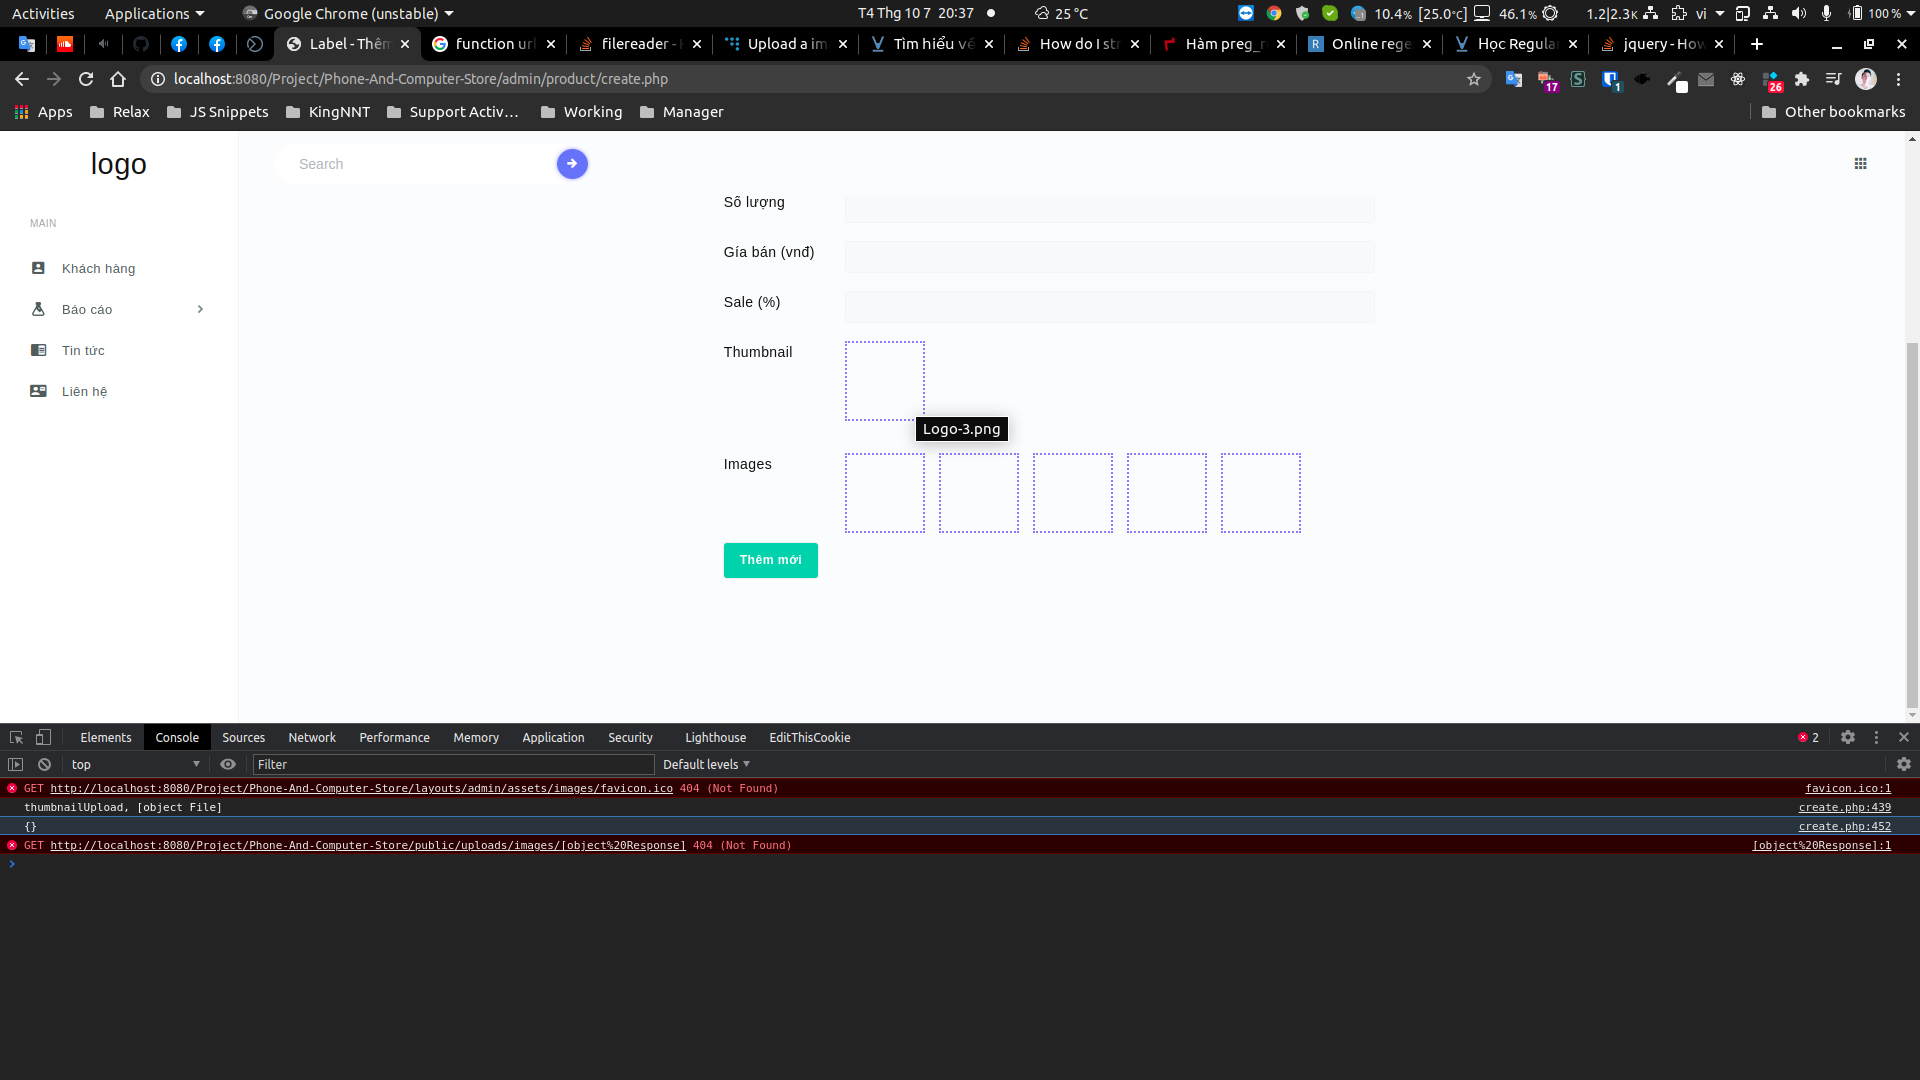 Activities Applications Google Chrome (unstable) T4 Thg 10 7 20:37 25 °C 10.4% [25.0°C] 46.1% 1.2|2.3K vi 100 %
Label - Thêm function url filereader - Upload a im Tìm hiểu về How do I str Hàm preg_r Online rege Học Regular jquery - How
localhost:8080/Project/Phone-And-Computer-Store/admin/product/create.php 17 1 26
Apps Relax JS Snippets KingNNT Support Activ... Working Manager Other bookmarks
logo
Search
MAIN
Khách hàng
Báo cáo
Tin tức
Liên hệ
Số lượng
Gía bán (vnđ)
Sale (%)
Thumbnail
Logo-3.png
Images
Thêm mới
Elements Console Sources Network Performance Memory Application Security Lighthouse EditThisCookie 2
top Filter Default levels
GET http://localhost:8080/Project/Phone-And-Computer-Store/layouts/admin/assets/images/favicon.ico 404 (Not Found) favicon.ico:1
thumbnailUpload, [object File] create.php:439
{} create.php:452
GET http://localhost:8080/Project/Phone-And-Computer-Store/public/uploads/images/[object%20Response] 404 (Not Found) [object%20Response]:1